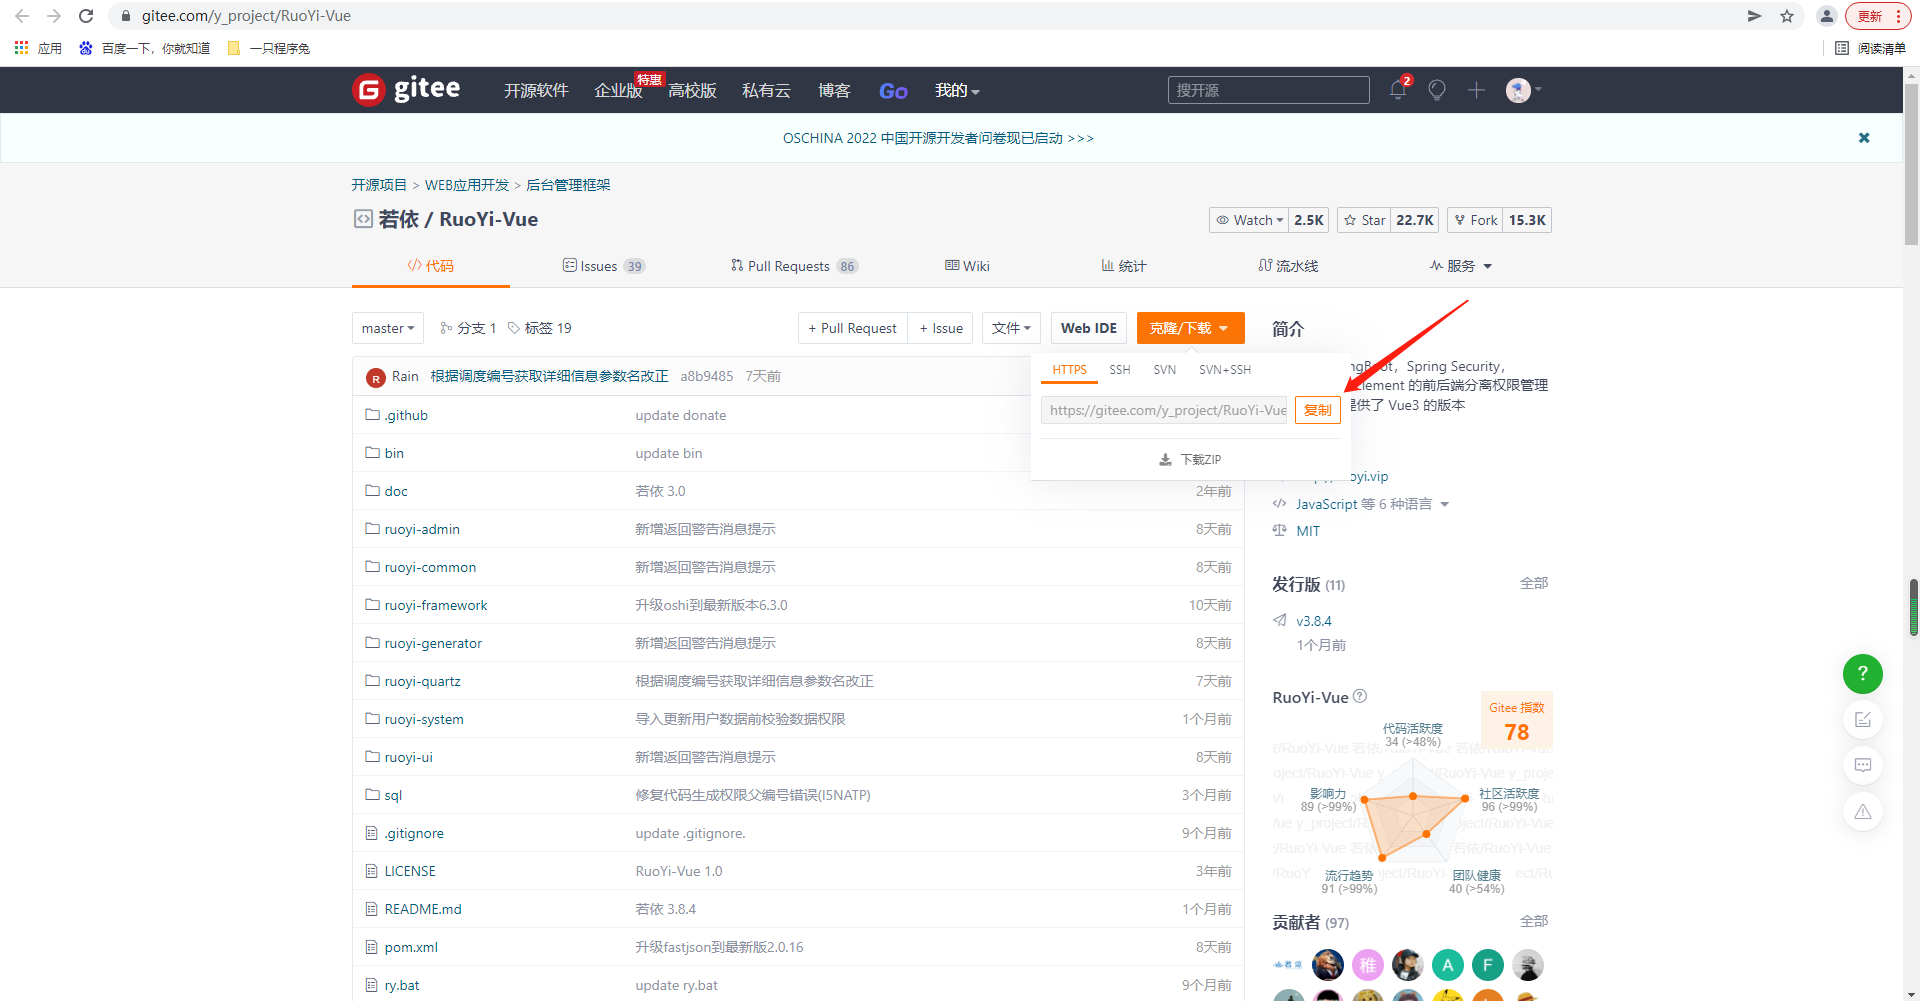 gitee.com/y_project/RuoYi-Vue
更新
应用
百度一下，你就知道
一只程序兔
阅读清单
gitee
开源软件
企业版
特惠
高校版
私有云
博客
Go
我的
搜开源
2
OSCHINA 2022 中国开源开发者问卷现已启动 >>>
开源项目 > WEB应用开发 > 后台管理框架
若依 / RuoYi-Vue
Watch 2.5K
Star 22.7K
Fork 15.3K
代码
Issues 39
Pull Requests 86
Wiki
统计
流水线
服务
master
分支 1
标签 19
+ Pull Request
+ Issue
文件
Web IDE
克隆/下载
HTTPS
SSH
SVN
SVN+SSH
https://gitee.com/y_project/RuoYi-Vue
复制
下载ZIP
Rain 根据调度编号获取详细信息参数名改正 a8b9485 7天前
.github update donate
bin update bin
doc 若依 3.0 2年前
ruoyi-admin 新增返回警告消息提示 8天前
ruoyi-common 新增返回警告消息提示 8天前
ruoyi-framework 升级oshi到最新版本6.3.0 10天前
ruoyi-generator 新增返回警告消息提示 8天前
ruoyi-quartz 根据调度编号获取详细信息参数名改正 7天前
ruoyi-system 导入更新用户数据前校验数据权限 1个月前
ruoyi-ui 新增返回警告消息提示 8天前
sql 修复代码生成权限父编号错误(I5NATP) 3个月前
.gitignore update .gitignore. 9个月前
LICENSE RuoYi-Vue 1.0 3年前
README.md 若依 3.8.4 1个月前
pom.xml 升级fastjson到最新版2.0.16 8天前
ry.bat update ry.bat 9个月前
简介
Spring Security，
的前后端分离权限管理
提供了 Vue3 的版本
oyi.vip
JavaScript 等 6 种语言
MIT
发行版 (11) 全部
v3.8.4
1个月前
RuoYi-Vue
Gitee 指数
78
代码活跃度
34 (>48%)
影响力
89 (>99%)
社区活跃度
96 (>99%)
流行趋势
91 (>99%)
团队健康
40 (>54%)
贡献者 (97) 全部
稚
A
F